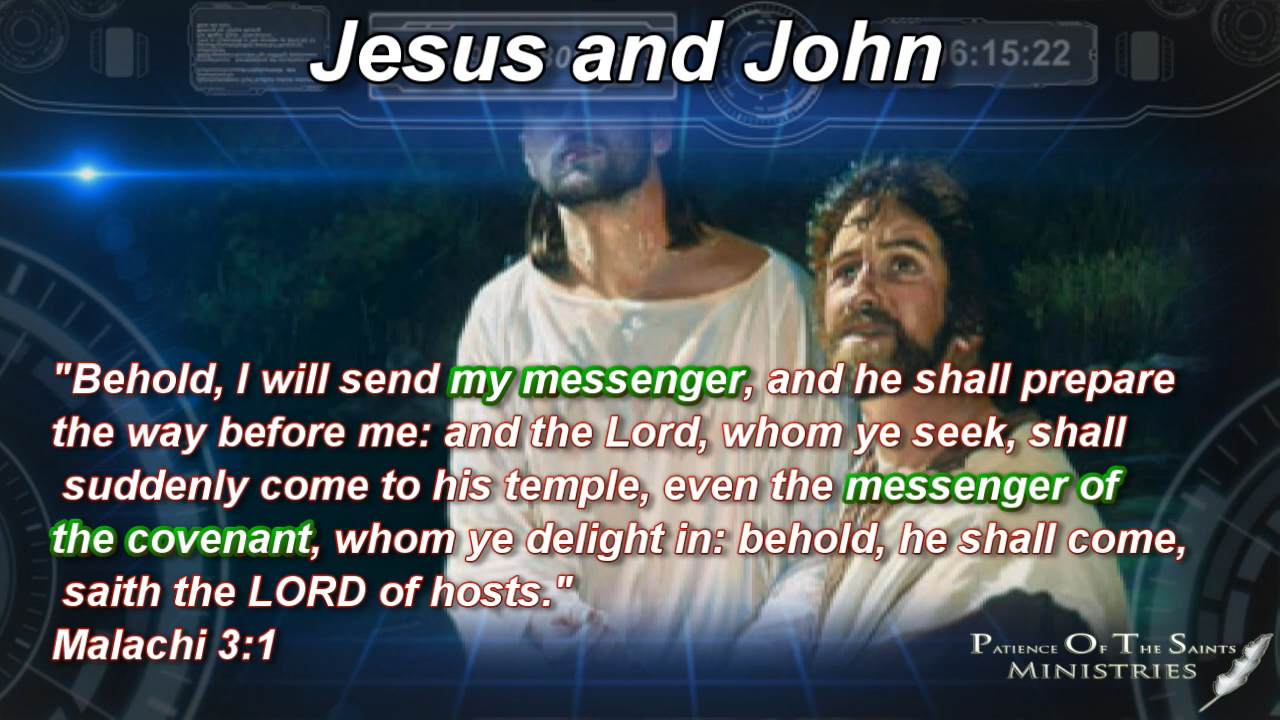 Jesus and John
6:15:22
"Behold, I will send my messenger, and he shall prepare
the way before me: and the Lord, whom ye seek, shall
suddenly come to his temple, even the messenger of
the covenant, whom ye delight in: behold, he shall come,
saith the LORD of hosts."
Malachi 3:1
Patience Of The Saints
Ministries